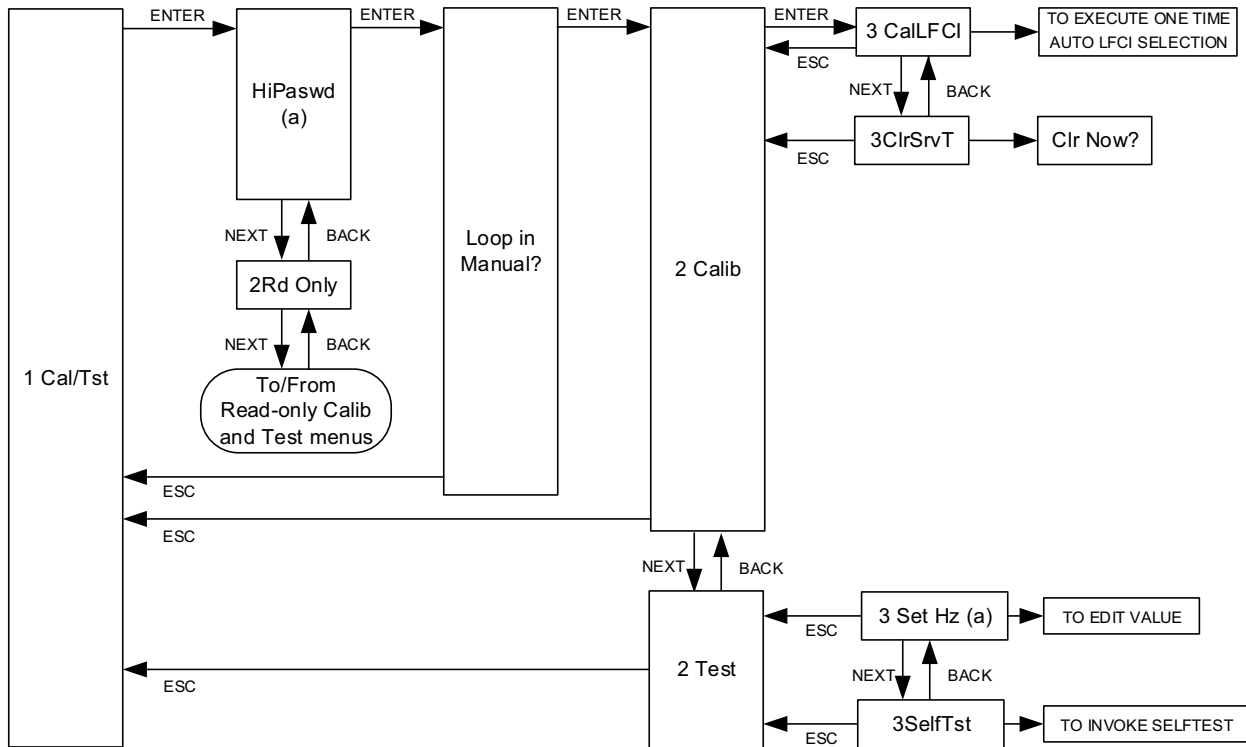 ENTER
ENTER
ENTER
ENTER
3 CalLFCI
TO EXECUTE ONE TIME
AUTO LFCI SELECTION
ESC
NEXT
BACK
HiPaswd
(a)
3ClrSrvT
Clr Now?
ESC
NEXT
BACK
Loop in
Manual?
2 Calib
2Rd Only
NEXT
BACK
1 Cal/Tst
To/From
Read-only Calib
and Test menus
ESC
ESC
NEXT
BACK
3 Set Hz (a)
TO EDIT VALUE
ESC
2 Test
NEXT
BACK
ESC
3SelfTst
TO INVOKE SELFTEST
ESC